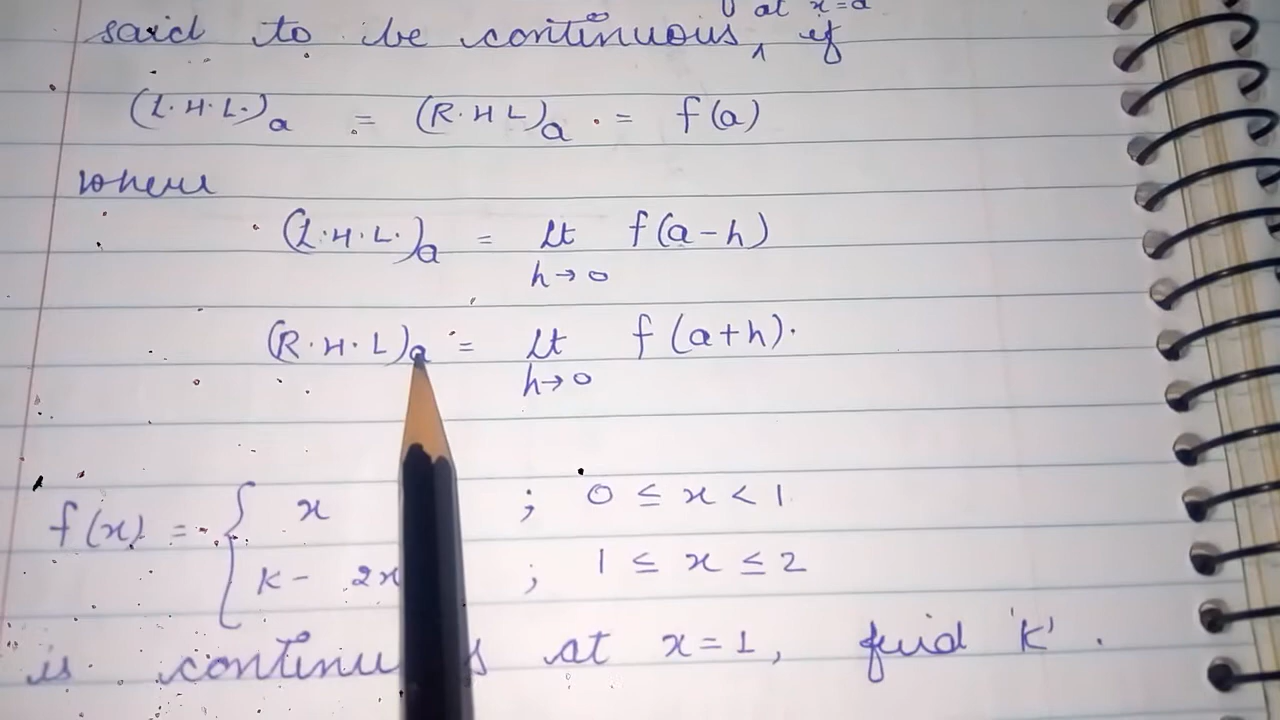 at x=a
said to be continuous ‸ if
(L.H.L.)a = (R.H.L)a . = f(a)
where
(L.H.L.)a = lt h→0 f(a-h)
(R.H.L)a = lt h→0 f(a+h).
f(x) = { x ; 0 ≤ x < 1
k - 2x ; 1 ≤ x ≤ 2
is at x=1, find 'k'.